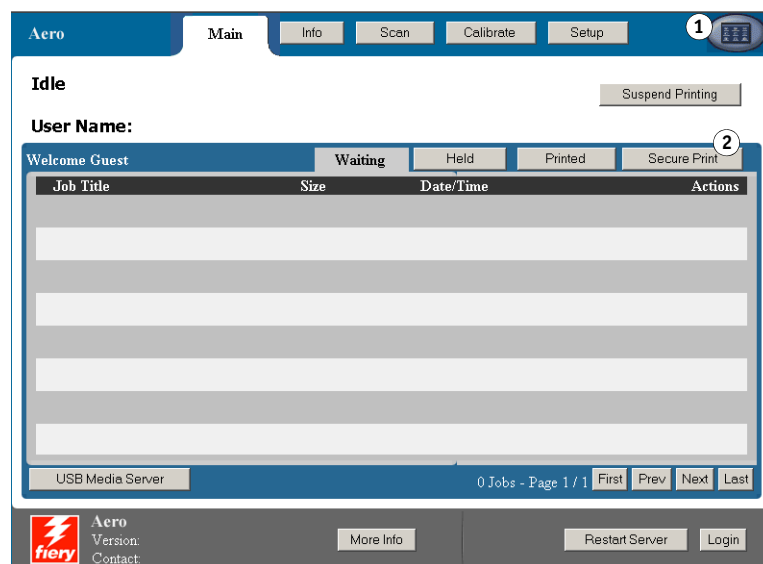 Aero Main Info Scan Calibrate Setup 1
Idle
Suspend Printing
User Name:
2
Welcome Guest Waiting Held Printed Secure Print
Job Title Size Date/Time Actions
USB Media Server 0 Jobs - Page 1 / 1 First Prev Next Last
Aero
Version: More Info Restart Server Login
fiery Contact: